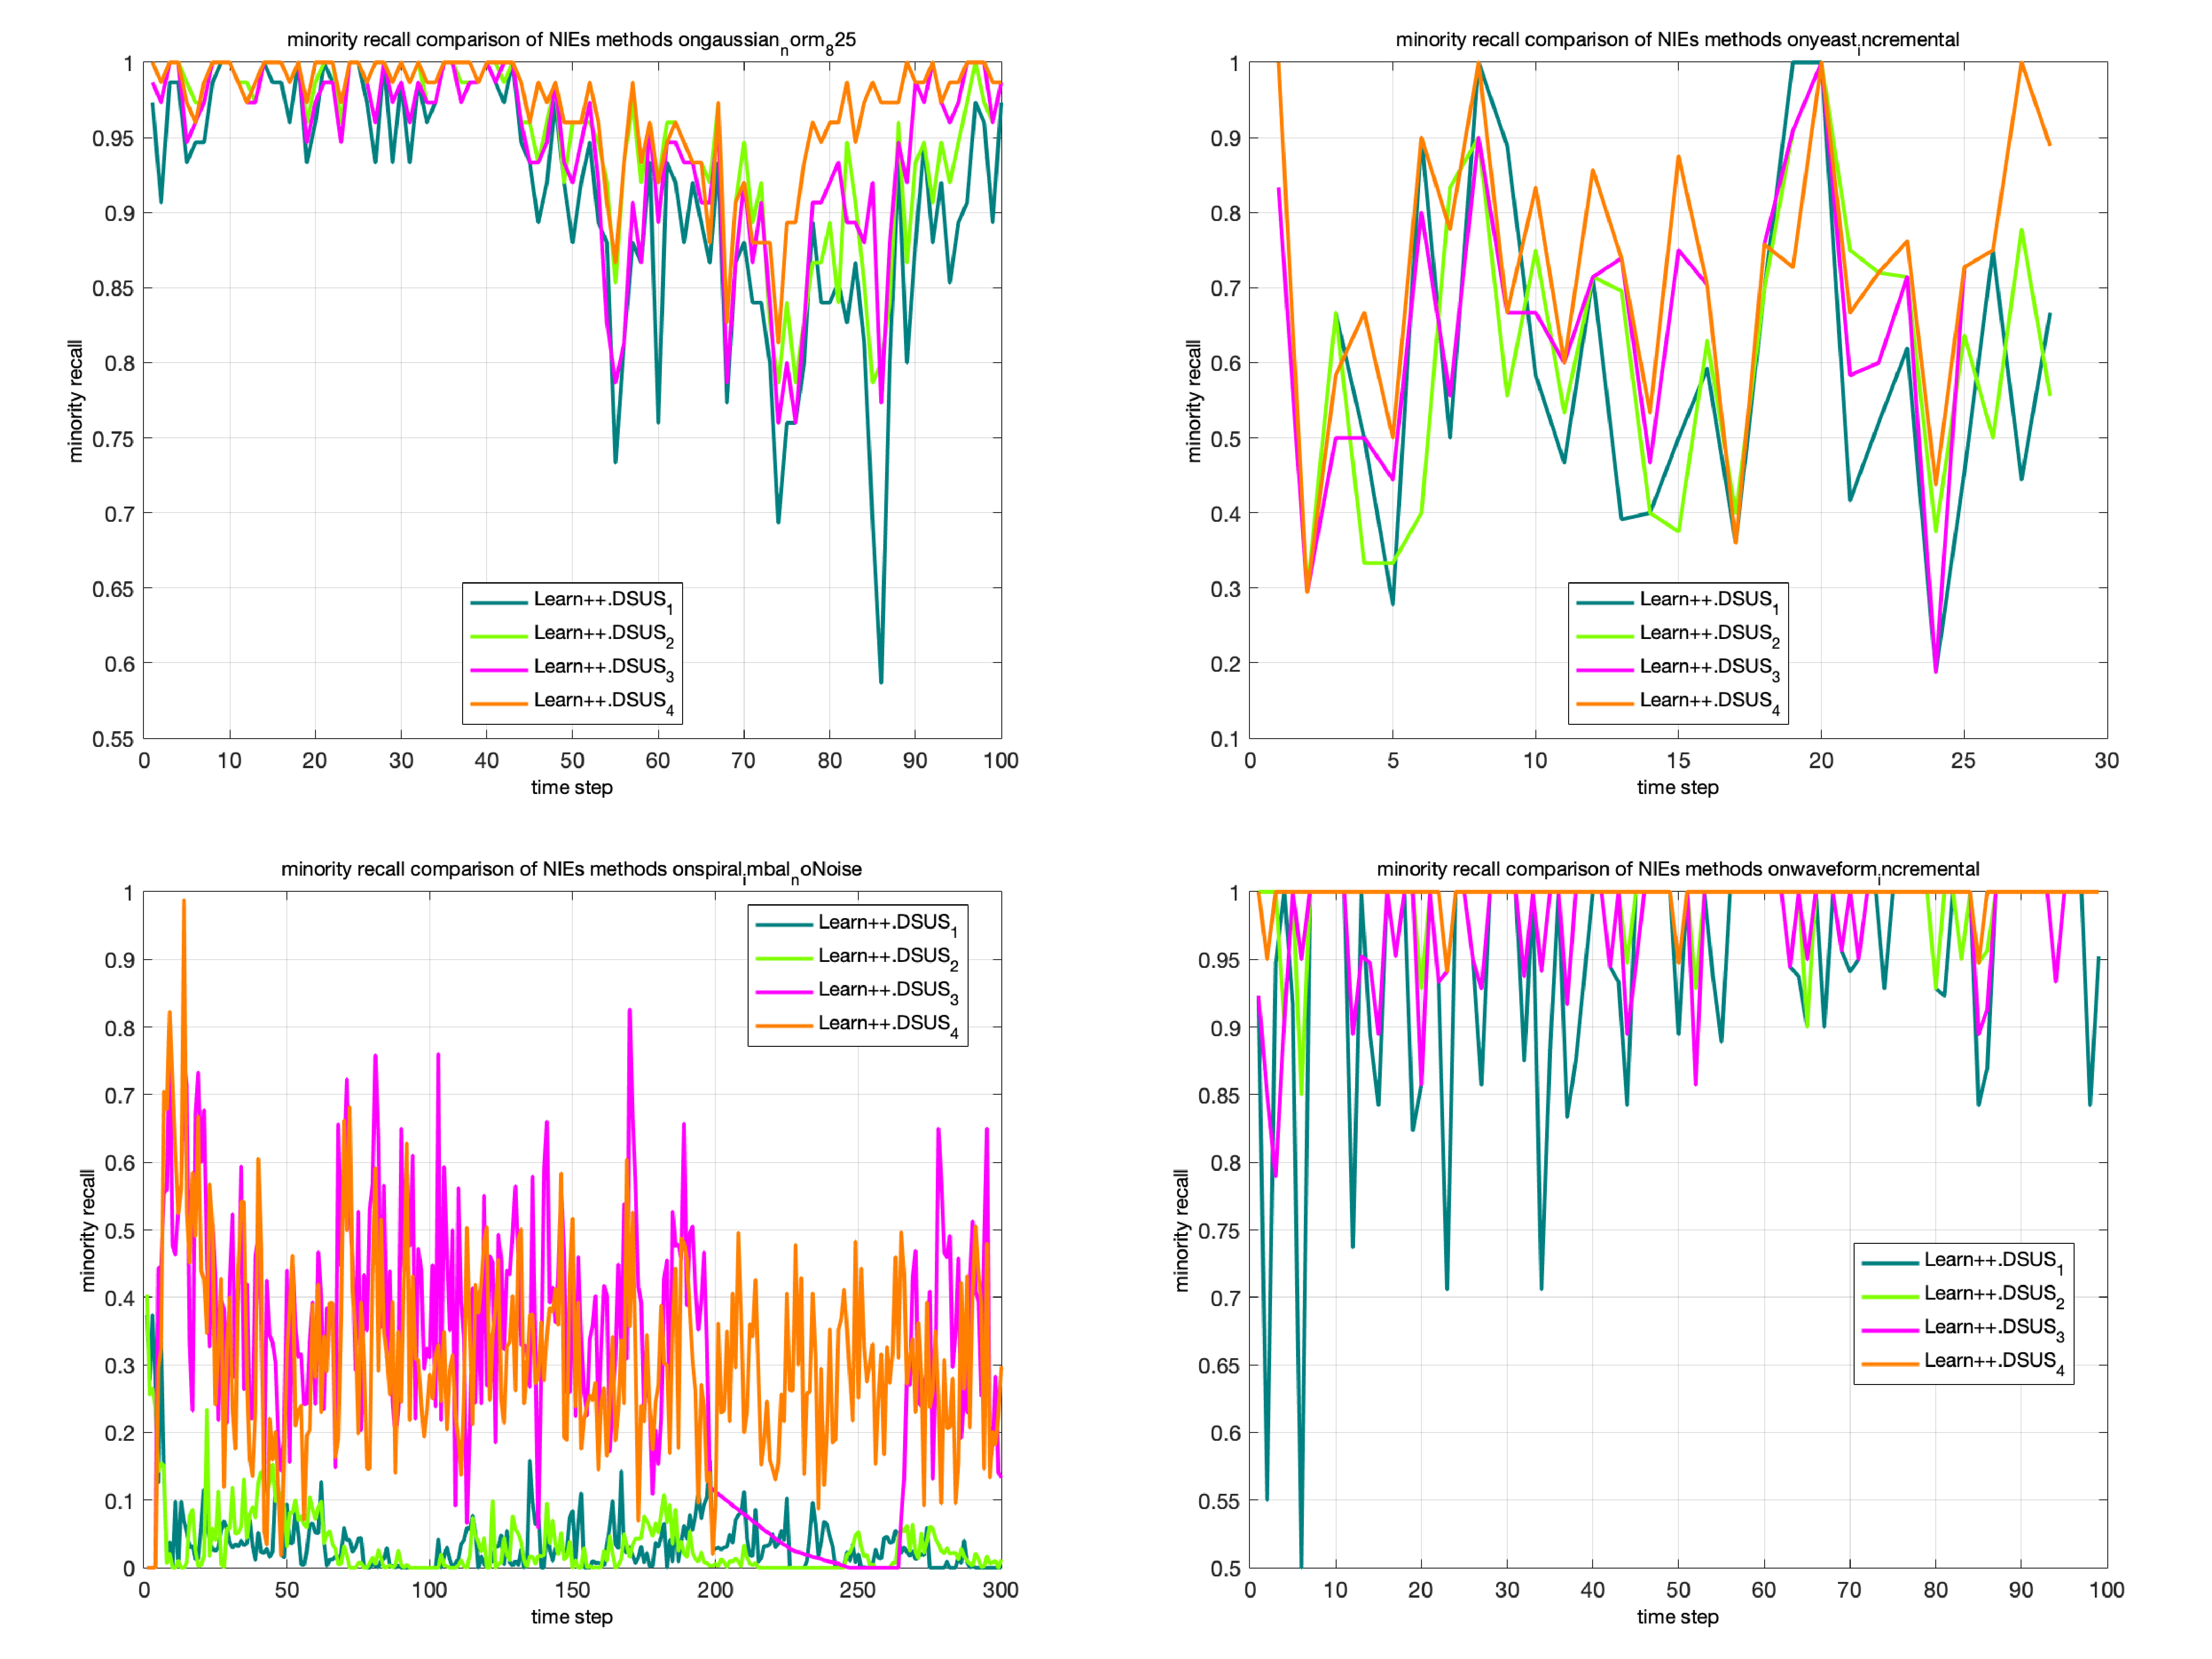 minority recall comparison of NIEs methods ongaussiannorm825
1
0.95
0.9
0.85
0.8
0.75
0.7
0.65
0.6
0.55
minority recall
Learn++.DSUS1
Learn++.DSUS2
Learn++.DSUS3
Learn++.DSUS4
0 10 20 30 40 50 60 70 80 90 100
time step
minority recall comparison of NIEs methods onyeastincremental
1
0.9
0.8
0.7
0.6
0.5
0.4
0.3
0.2
0.1
minority recall
Learn++.DSUS1
Learn++.DSUS2
Learn++.DSUS3
Learn++.DSUS4
0 5 10 15 20 25 30
time step
minority recall comparison of NIEs methods onspiralimbalnoNoise
1
0.9
0.8
0.7
0.6
0.5
0.4
0.3
0.2
0.1
0
minority recall
Learn++.DSUS1
Learn++.DSUS2
Learn++.DSUS3
Learn++.DSUS4
0 50 100 150 200 250 300
time step
minority recall comparison of NIEs methods onwaveformincremental
1
0.95
0.9
0.85
0.8
0.75
0.7
0.65
0.6
0.55
0.5
minority recall
Learn++.DSUS1
Learn++.DSUS2
Learn++.DSUS3
Learn++.DSUS4
0 10 20 30 40 50 60 70 80 90 100
time step